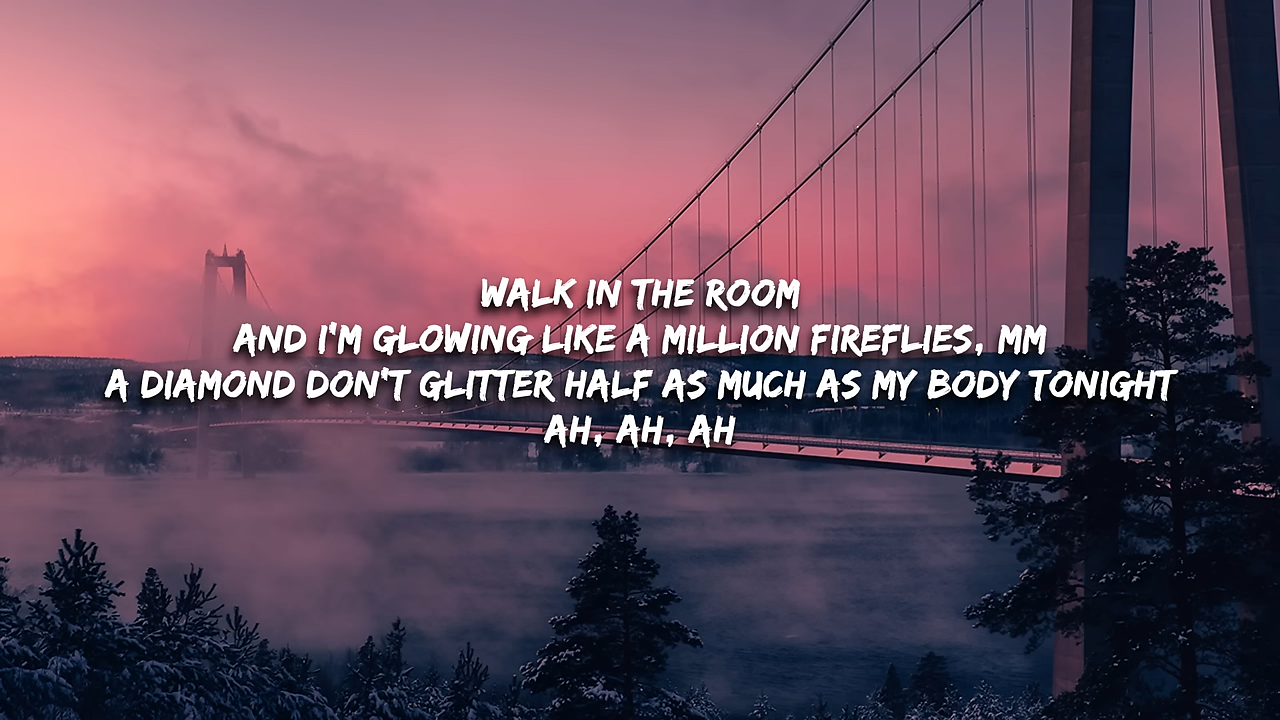 WALK IN THE ROOM
AND I'M GLOWING LIKE A MILLION FIREFLIES, MM
A DIAMOND DON'T GLITTER HALF AS MUCH AS MY BODY TONIGHT
AH, AH, AH